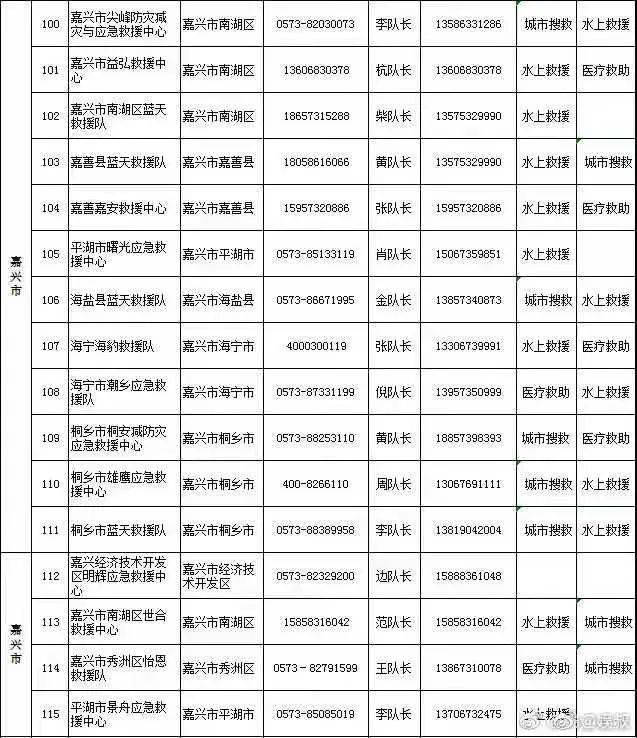 嘉兴市
100 嘉兴市尖峰防灾减 嘉兴市南湖区 0573-82030073 李队长 13586331286 城市搜救 水上救援
灾与应急救援中心
101 嘉兴市益弘救援中 嘉兴市南湖区 13606830378 杭队长 13606830378 水上救援 医疗救助
心
102 嘉兴市南湖区蓝天 嘉兴市南湖区 18657315288 柴队长 13575329990 水上救援
救援队
103 嘉善县蓝天救援队 嘉兴市嘉善县 18058616066 黄队长 13575329990 水上救援 城市搜救
104 嘉善嘉安救援中心 嘉兴市嘉善县 15957320886 张队长 15957320886 水上救援 医疗救助
105 平湖市曙光应急救 嘉兴市平湖市 0573-85133119 肖队长 15067359851 水上救援
援中心
106 海盐县蓝天救援队 嘉兴市海盐县 0573-86671995 金队长 13857340873 城市搜救 水上救援
107 海宁海豹救援队 嘉兴市海宁市 4000300119 张队长 13306739991 水上救援 医疗救助
108 海宁市潮乡应急救 嘉兴市海宁市 0573-87331199 倪队长 13957350999 医疗救助 水上救援
援队
109 桐乡市桐安减防灾 嘉兴市桐乡市 0573-88253110 黄队长 18857398393 城市搜救 医疗救助
应急救援中心
110 桐乡市雄鹰应急救 嘉兴市桐乡市 400-8266110 周队长 13067691111 城市搜救 水上救援
援中心
111 桐乡市蓝天救援队 嘉兴市桐乡市 0573-88389958 李队长 13819042004 城市搜救 水上救援
嘉兴市
112 嘉兴经济技术开发 嘉兴市经济技 0573-82329200 边队长 15888361048
区明辉应急救援中 术开发区
心
113 嘉兴市南湖区世合 嘉兴市南湖区 15858316042 范队长 15858316042 水上救援 城市搜救
救援中心
114 嘉兴市秀洲区怡恩 嘉兴市秀洲区 0573-82791599 王队长 13867310078 医疗救助 城市搜救
救援队
115 平湖市景舟应急救 嘉兴市平湖市 0573-85085019 李队长 13706732475 水上救援
援中心